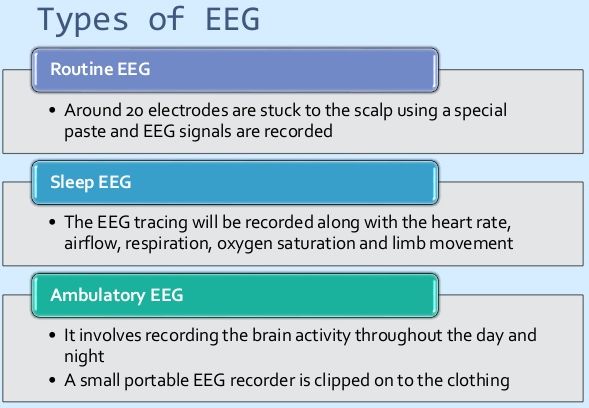 Types of EEG
Routine EEG
• Around 20 electrodes are stuck to the scalp using a special
paste and EEG signals are recorded
Sleep EEG
• The EEG tracing will be recorded along with the heart rate,
airflow, respiration, oxygen saturation and limb movement
Ambulatory EEG
• It involves recording the brain activity throughout the day and
night
• A small portable EEG recorder is clipped on to the clothing